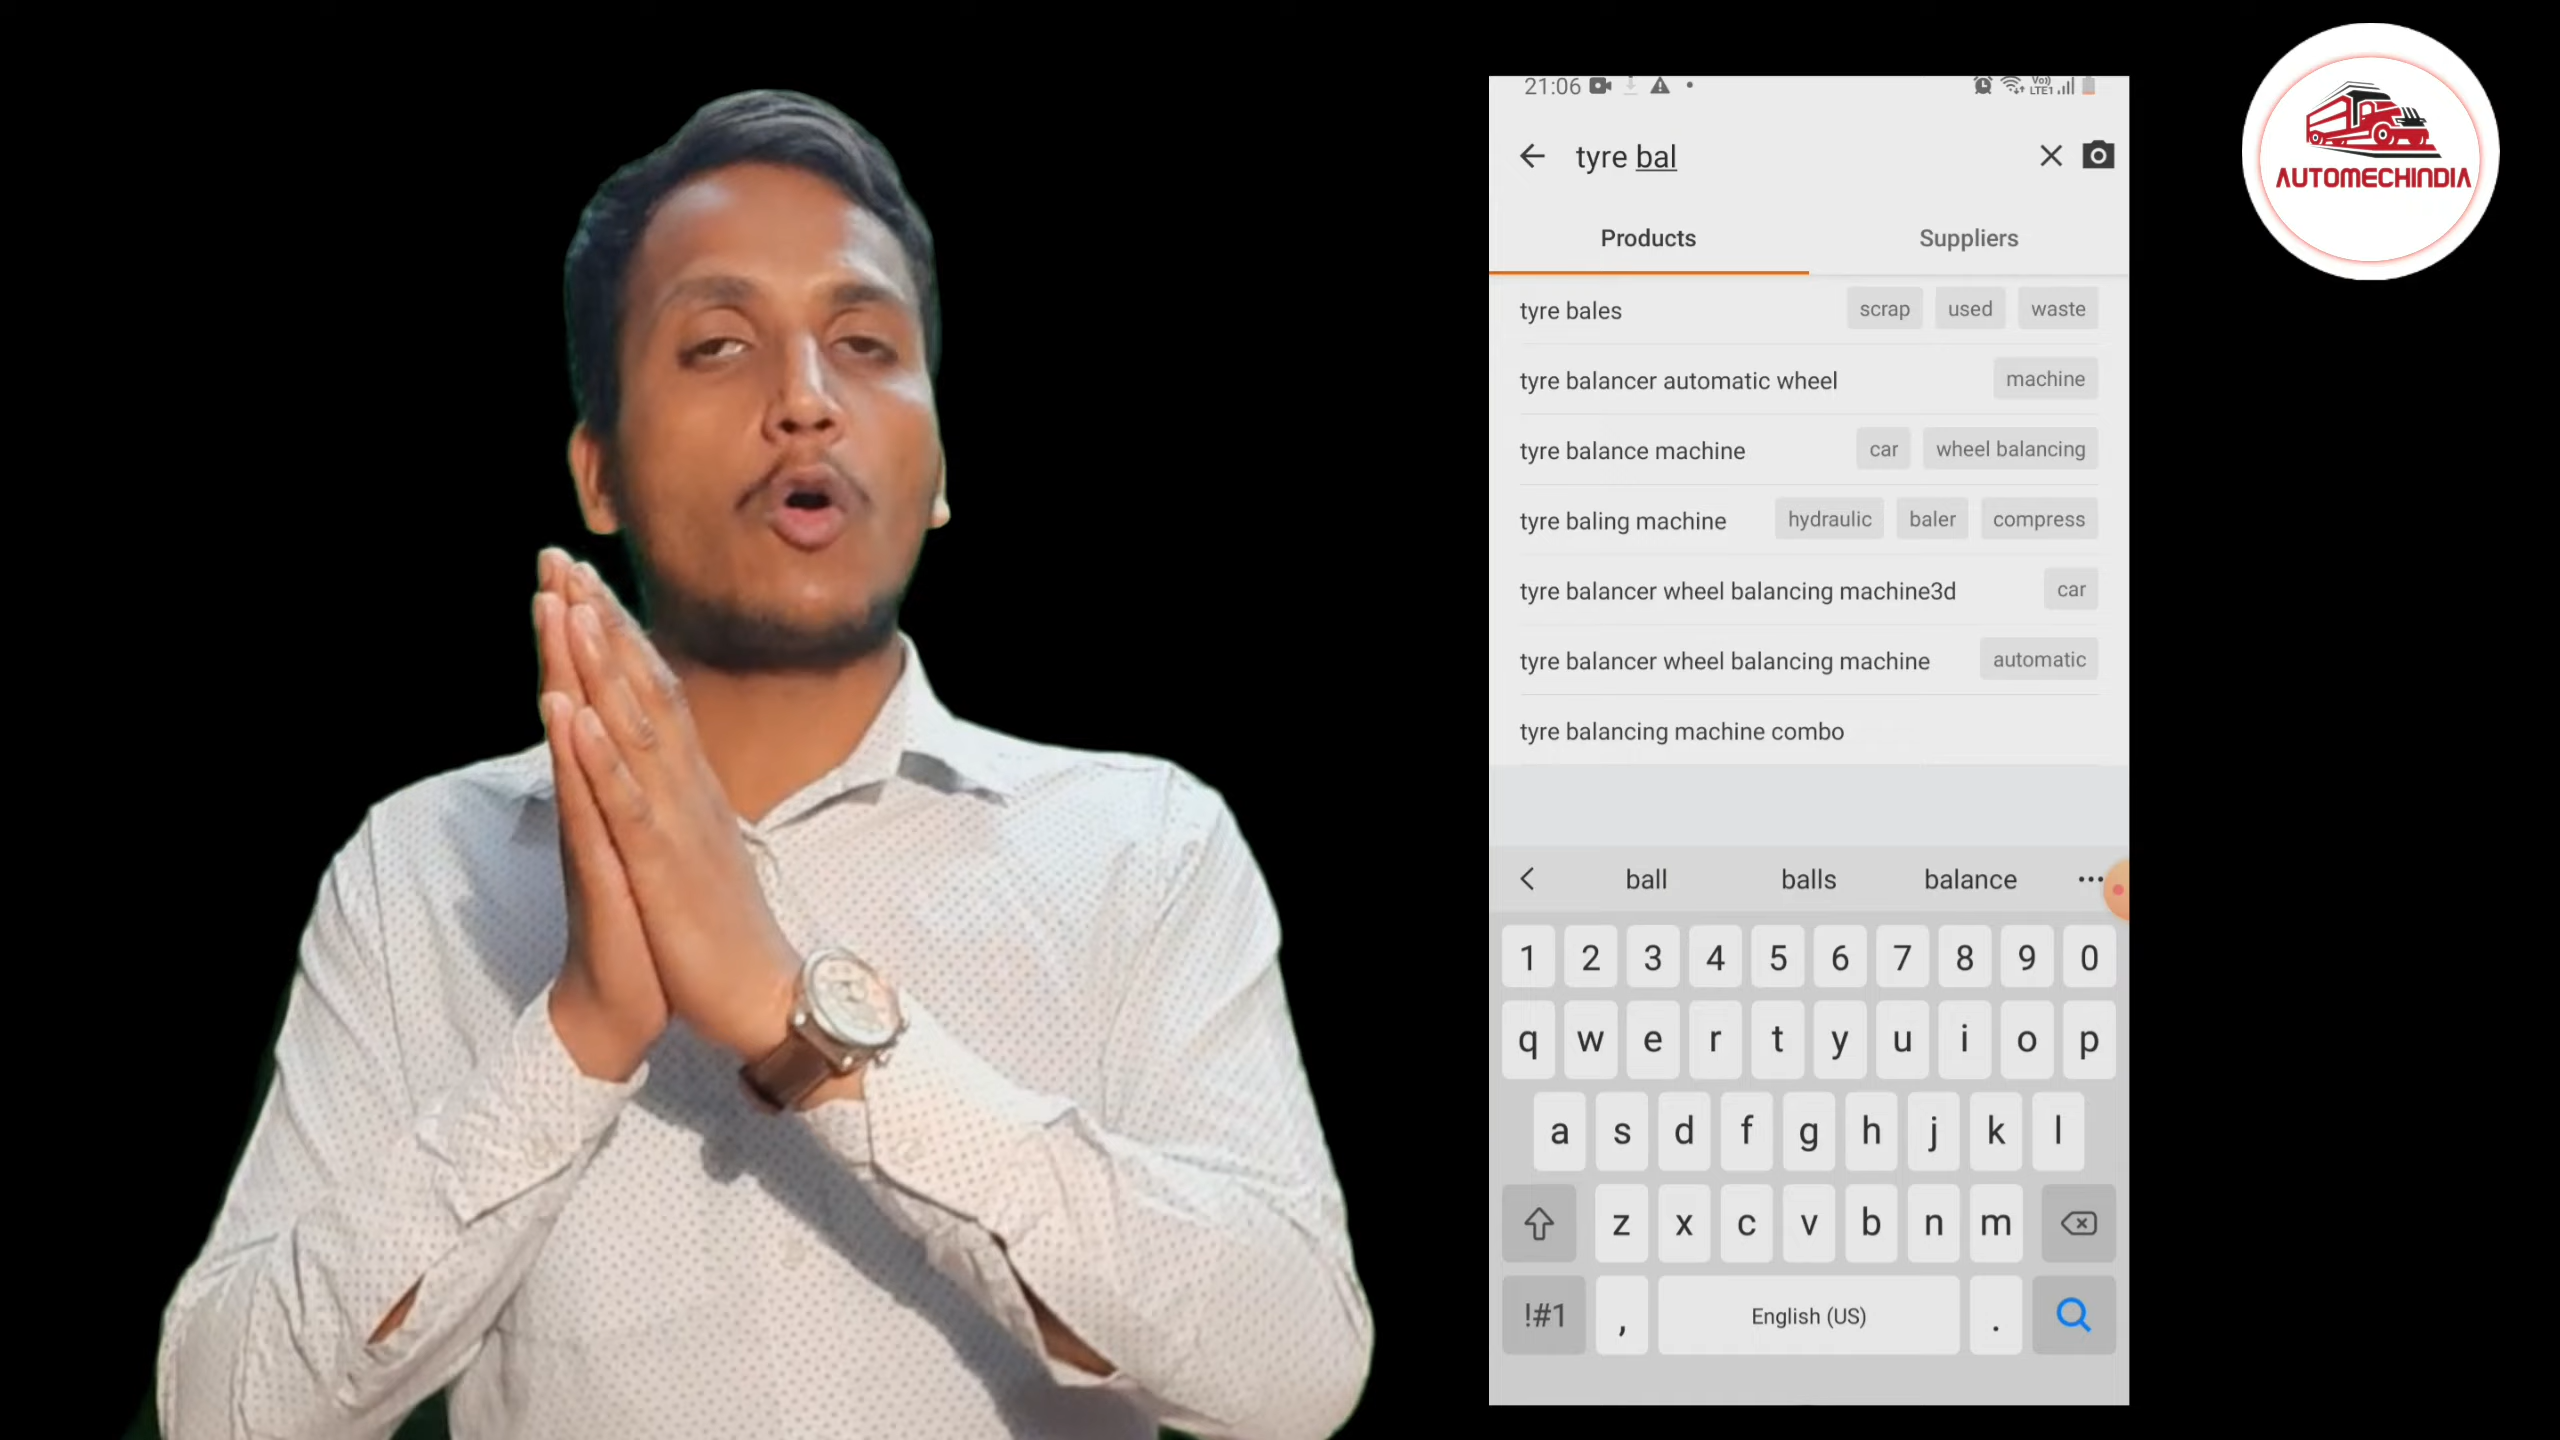 21:06
Vo)) LTE1
tyre bal
Products Suppliers
tyre bales scrap used waste
tyre balancer automatic wheel machine
tyre balance machine car wheel balancing
tyre baling machine hydraulic baler compress
tyre balancer wheel balancing machine3d car
tyre balancer wheel balancing machine automatic
tyre balancing machine combo
ball balls balance
1 2 3 4 5 6 7 8 9 0
q w e r t y u i o p
a s d f g h j k l
z x c v b n m
!#1 , English (US) .
AUTOMECHINDIA